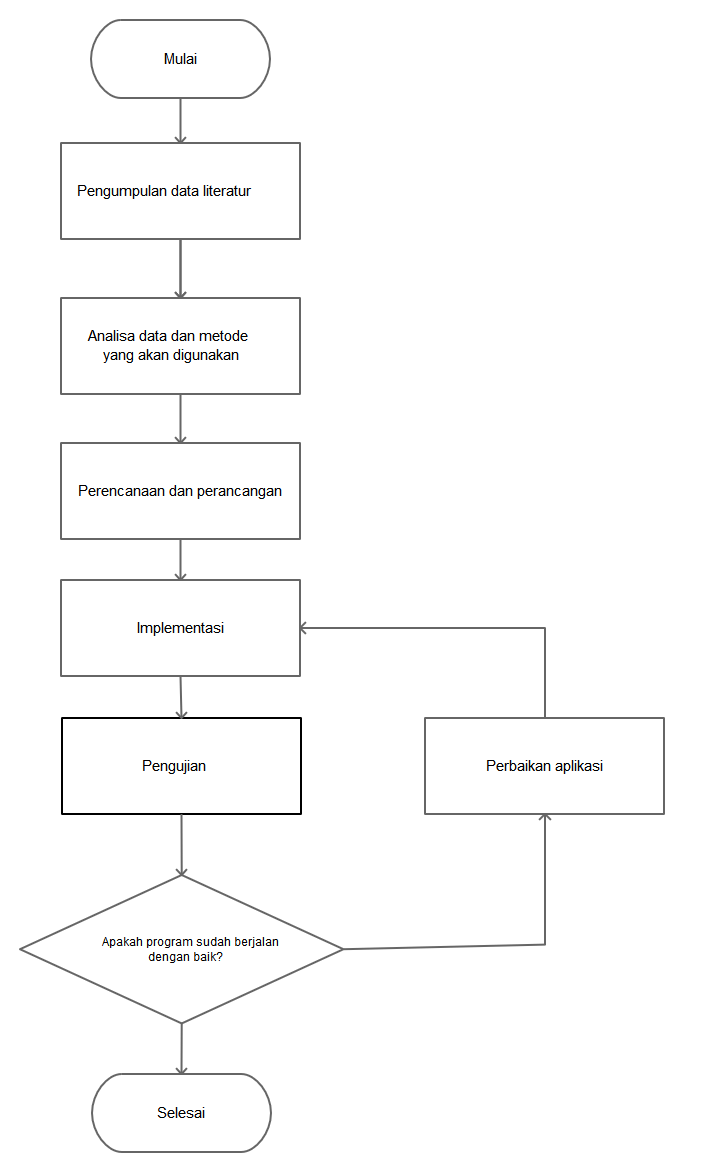 Mulai
Pengumpulan data literatur
Analisa data dan metode
yang akan digunakan
Perencanaan dan perancangan
Implementasi
Pengujian
Perbaikan aplikasi
Apakah program sudah berjalan
dengan baik?
Selesai